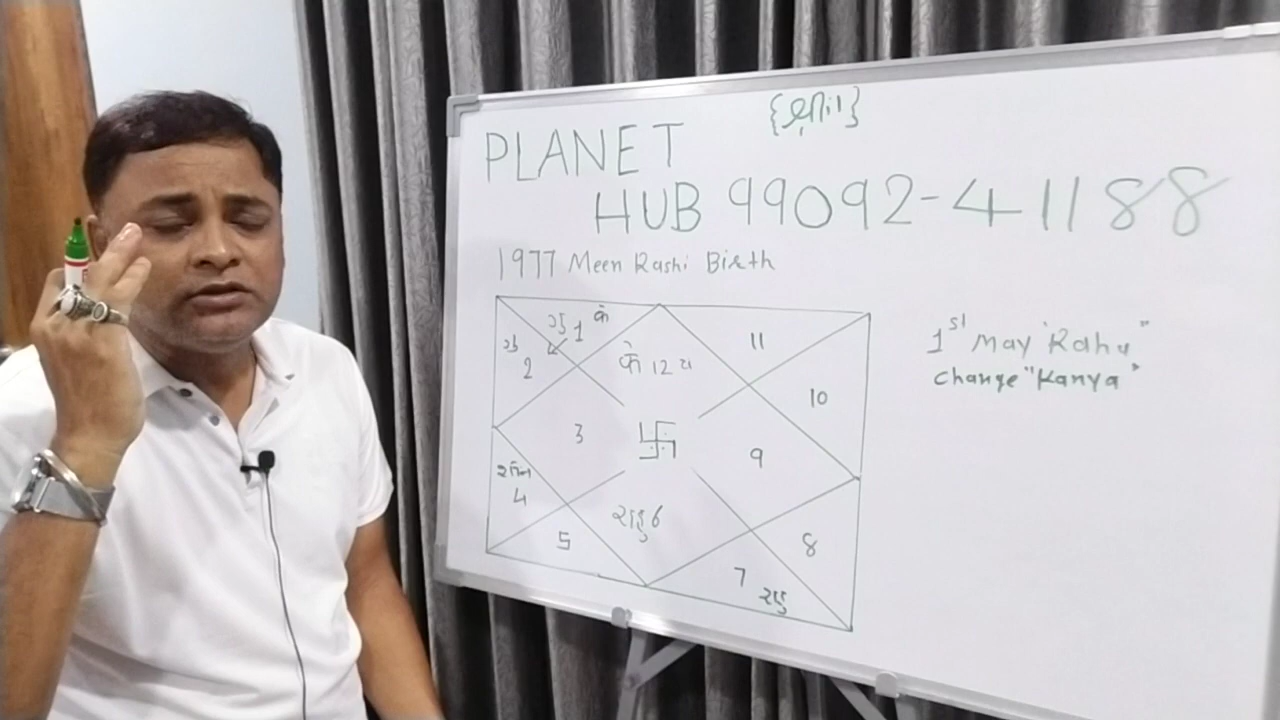 PLANET
HUB 99092-41188
1977 Meen Rashi Birth
ગુ 1 કે
ગુ
2
કે 12 ચ
11
10
3
9
શનિ
4
5
રાહુ 6
7
રાહુ
8
1st May "Rahu"
change "Kanya"